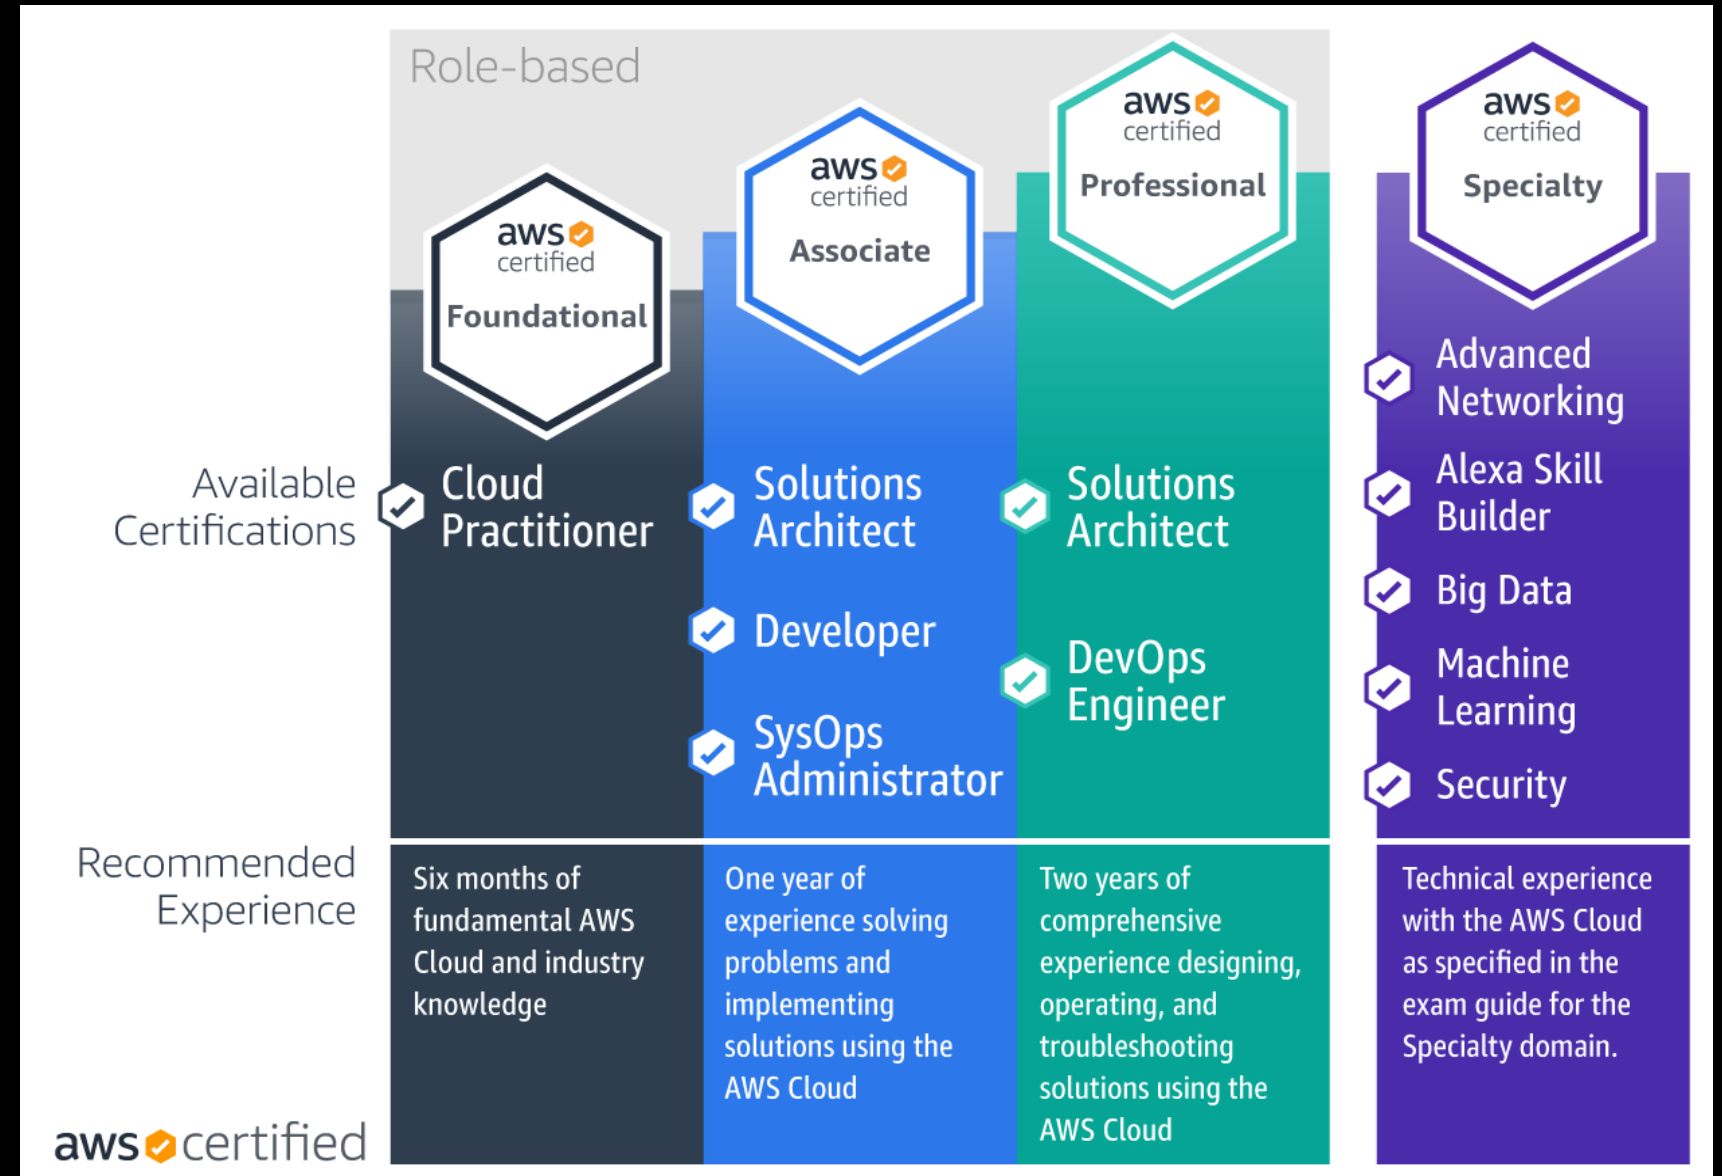 Role-based
aws
certified
Foundational
aws
certified
Associate
aws
certified
Professional
aws
certified
Specialty
Available
Certifications
Cloud
Practitioner
Solutions
Architect
Developer
SysOps
Administrator
Solutions
Architect
DevOps
Engineer
Advanced
Networking
Alexa Skill
Builder
Big Data
Machine
Learning
Security
Recommended
Experience
Six months of
fundamental AWS
Cloud and industry
knowledge
One year of
experience solving
problems and
implementing
solutions using the
AWS Cloud
Two years of
comprehensive
experience designing,
operating, and
troubleshooting
solutions using the
AWS Cloud
Technical experience
with the AWS Cloud
as specified in the
exam guide for the
Specialty domain.
aws certified